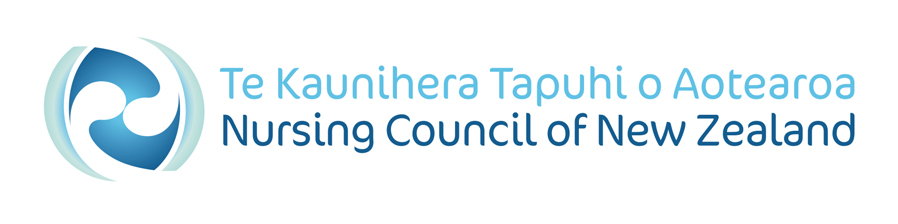 Te Kaunihera Tapuhi o Aotearoa
Nursing Council of New Zealand